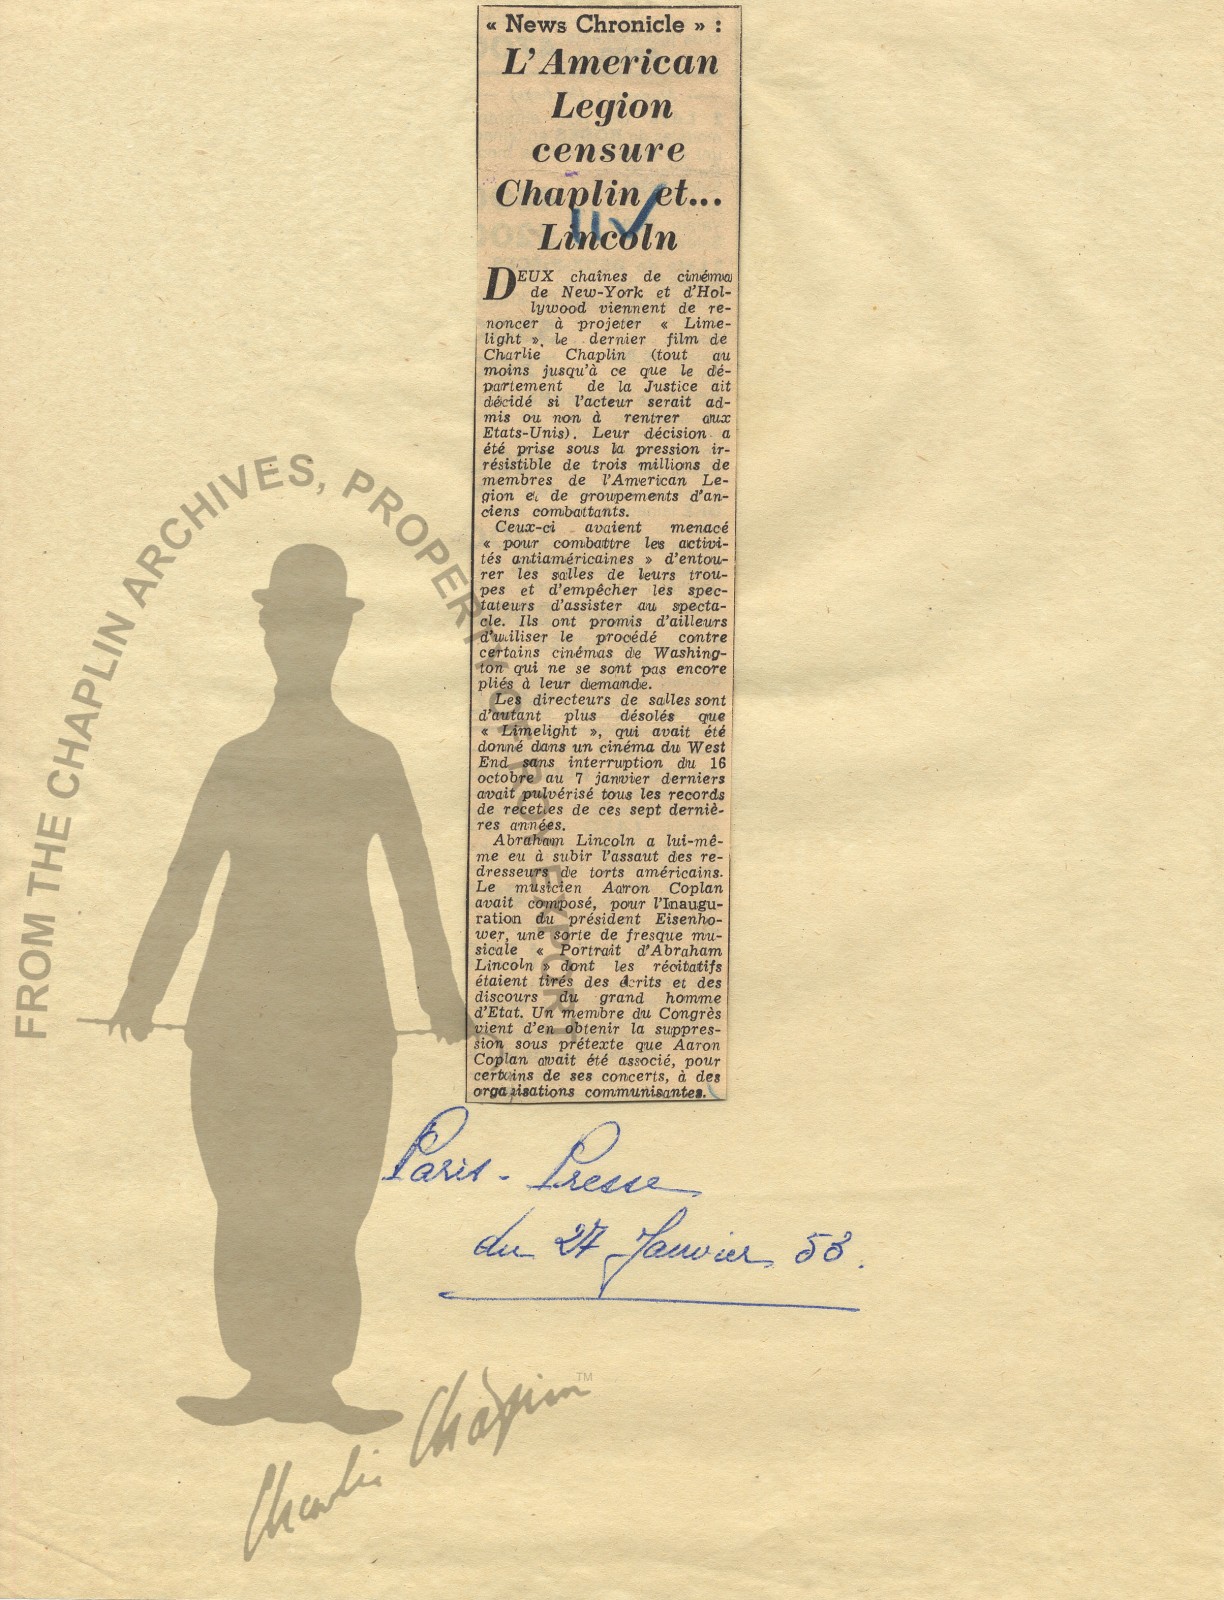 « News Chronicle » :
L'American
Legion
censure
Chaplin et...
Lincoln
DEUX chaînes de cinéma
de New-York et d'Hol-
lywood viennent de re-
noncer à projeter « Lime-
light », le dernier film de
Charlie Chaplin (tout au
moins jusqu'à ce que le dé-
partement de la Justice ait
décidé si l'acteur serait ad-
mis ou non à rentrer aux
Etats-Unis). Leur décision a
été prise sous la pression ir-
résistible de trois millions de
membres de l'American Le-
gion et de groupements d'an-
ciens combattants.
Ceux-ci avaient menacé
« pour combattre les activi-
tés antiaméricaines » d'entou-
rer les salles de leurs trou-
pes et d'empêcher les spec-
tateurs d'assister au specta-
cle. Ils ont promis d'ailleurs
d'utiliser le procédé contre
certains cinémas de Washing-
ton qui ne se sont pas encore
pliés à leur demande.
Les directeurs de salles sont
d'autant plus désolés que
« Limelight », qui avait été
donné dans un cinéma du West
End sans interruption du 16
octobre au 7 janvier derniers
avait pulvérisé tous les records
de recettes de ces sept derniè-
res années.
Abraham Lincoln a lui-mê-
me eu à subir l'assaut des re-
dresseurs de torts américains.
Le musicien Aaron Coplan
avait composé, pour l'Inaugu-
ration du président Eisenho-
wer, une sorte de fresque mu-
sicale « Portrait d'Abraham
Lincoln » dont les récitatifs
étaient tirés des écrits et des
discours du grand homme
d'Etat. Un membre du Congrès
vient d'en obtenir la suppres-
sion sous prétexte que Aaron
Coplan avait été associé, pour
certains de ses concerts, à des
organisations communisantes.
Paris-Presse
du 27 Janvier 53.
FROM THE CHAPLIN ARCHIVES, PROPERTY OF ROY EXPORT
Charlie Chaplin TM